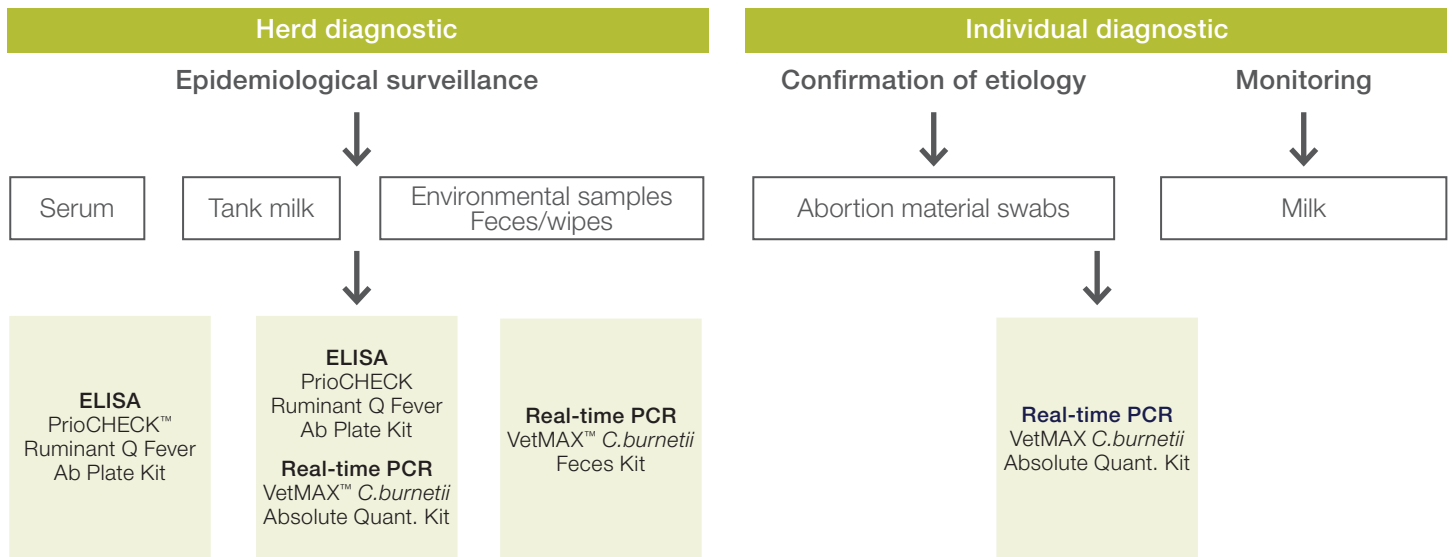 Herd diagnostic
Epidemiological surveillance
Serum
Tank milk
Environmental samples
Feces/wipes
ELISA
PrioCHECK™
Ruminant Q Fever
Ab Plate Kit
ELISA
PrioCHECK
Ruminant Q Fever
Ab Plate Kit
Real-time PCR
VetMAX™ C.burnetii
Absolute Quant. Kit
Real-time PCR
VetMAX™ C.burnetii
Feces Kit
Individual diagnostic
Confirmation of etiology
Monitoring
Abortion material swabs
Milk
Real-time PCR
VetMAX C.burnetii
Absolute Quant. Kit